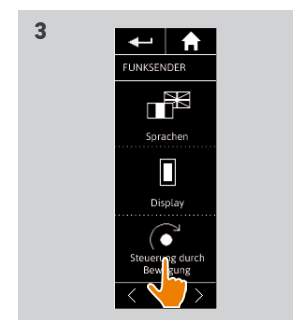 3
FUNKSENDER
Sprachen
Display
Steuerung durch
Bewegung